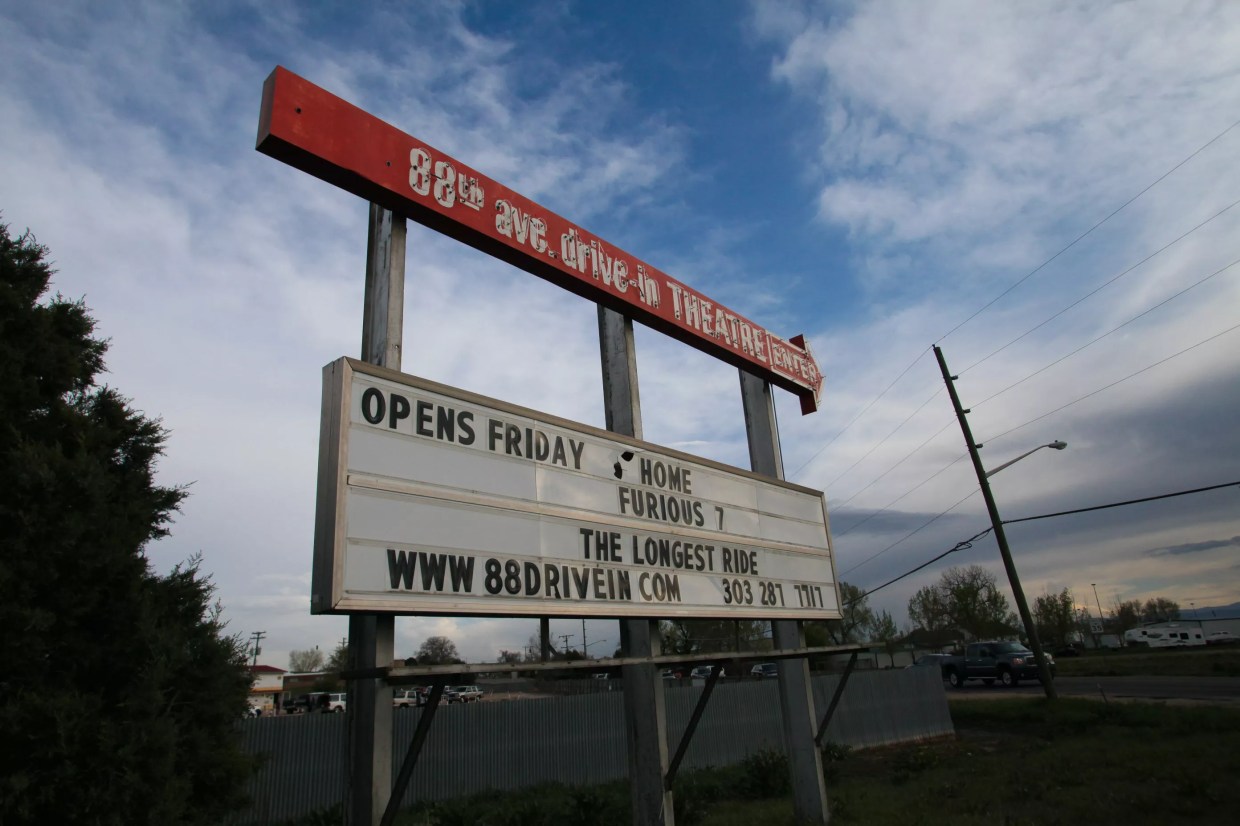 88th ave. drive-in THEATRE ENTER
OPENS FRIDAY HOME
FURIOUS 7
THE LONGEST RIDE
WWW 88DRIVEIN COM 303 287 7717